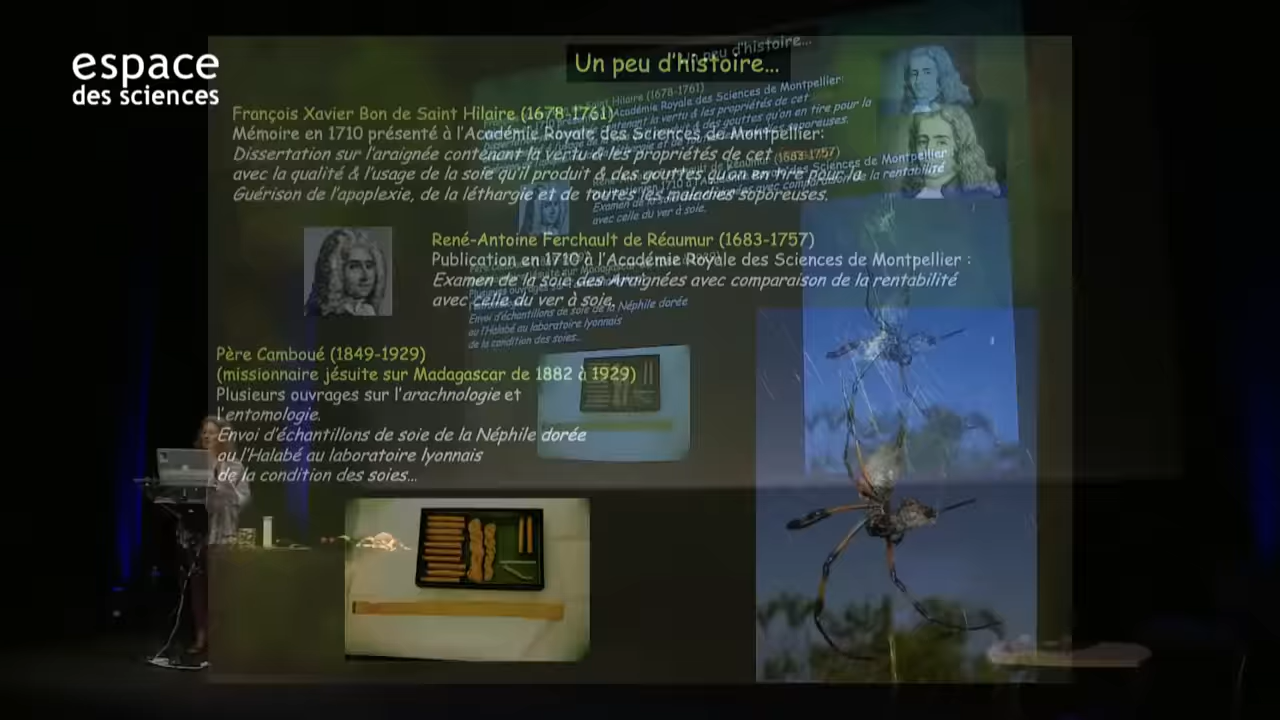 espace
des sciences
Un peu d'histoire...
François Xavier Bon de Saint Hilaire (1678-1761)
Mémoire en 1710 présenté à l'Académie Royale des Sciences de Montpellier:
Dissertation sur l'araignée contenant la vertu & les propriétés de cet
avec la qualité & l'usage de la soie qu'il produit & des gouttes qu'on en tire pour la
Guérison de l'apoplexie, de la léthargie et de toutes les maladies soporeuses.
René-Antoine Ferchault de Réaumur (1683-1757)
Publication en 1710 à l'Académie Royale des Sciences de Montpellier :
Examen de la soie des Araignées avec comparaison de la rentabilité
avec celle du ver à soie.
Père Camboué (1849-1929)
(missionnaire jésuite sur Madagascar de 1882 à 1929)
Plusieurs ouvrages sur l'arachnologie et
l'entomologie.
Envoi d'échantillons de soie de la Néphile dorée
ou l'Halabé au laboratoire lyonnais
de la condition des soies...